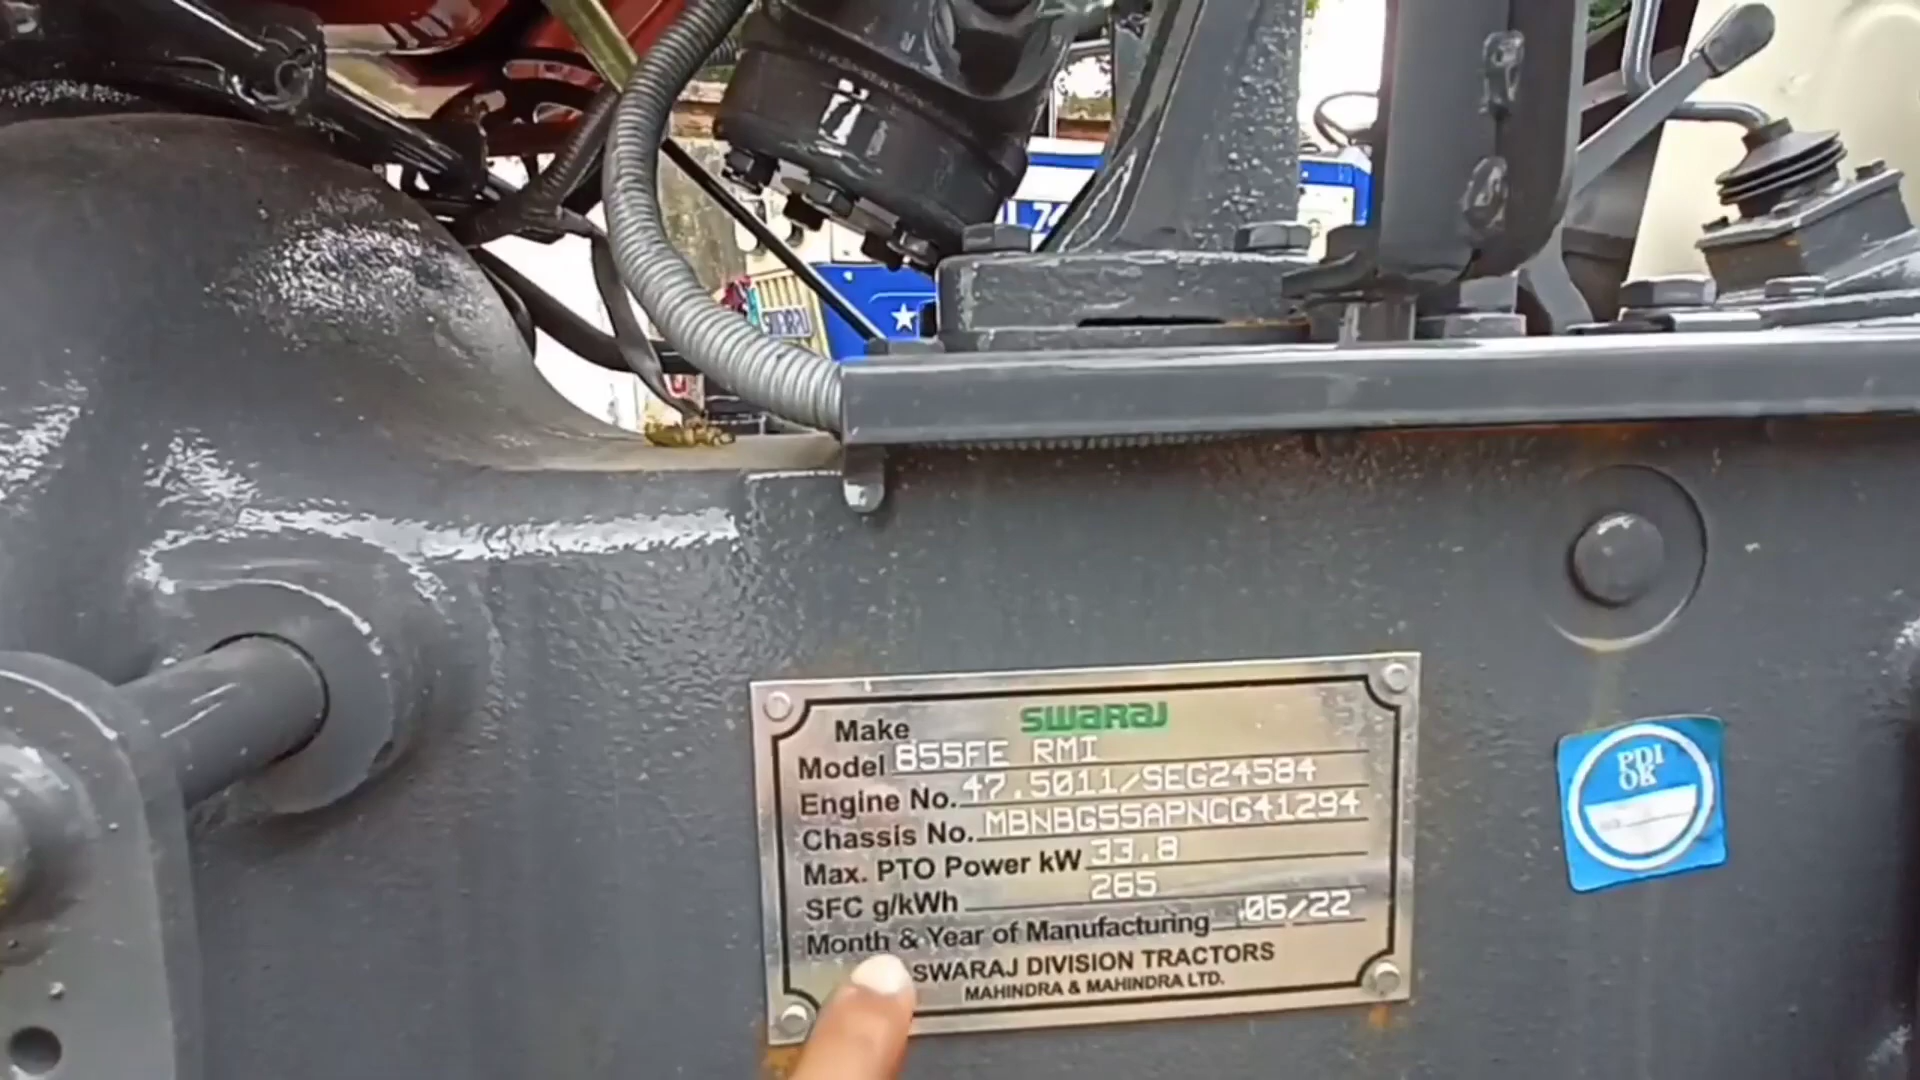 SWARAJ
Make swaraj
Model 855FE RMI
Engine No. 47.5011/SEG24584
Chassis No. MBNBG55APNCG41294
Max. PTO Power kW 33.8
SFC g/kWh 265
Month & Year of Manufacturing 06/22
SWARAJ DIVISION TRACTORS
MAHINDRA & MAHINDRA LTD.
PDI
OK